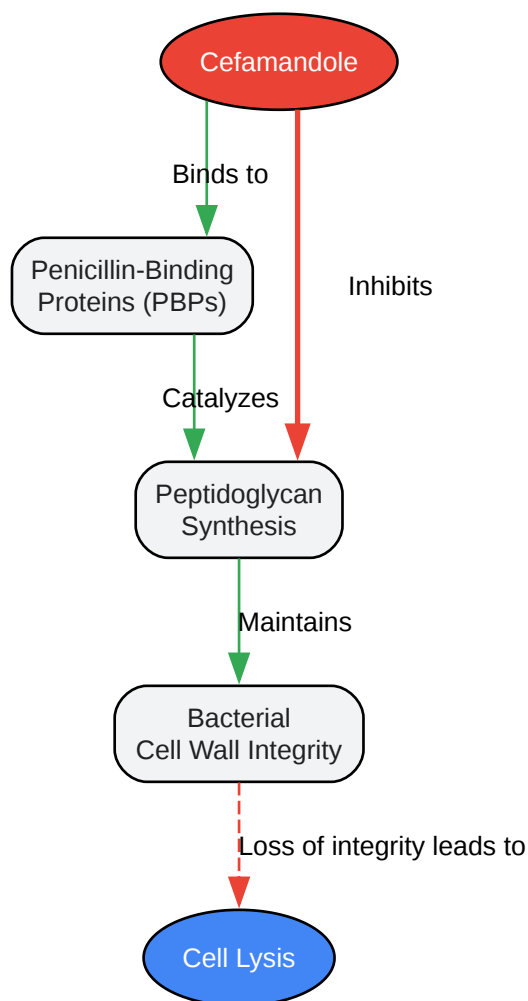 Cefamandole
Binds to
Penicillin-Binding
Proteins (PBPs)
Inhibits
Catalyzes
Peptidoglycan
Synthesis
Maintains
Bacterial
Cell Wall Integrity
Loss of integrity leads to
Cell Lysis